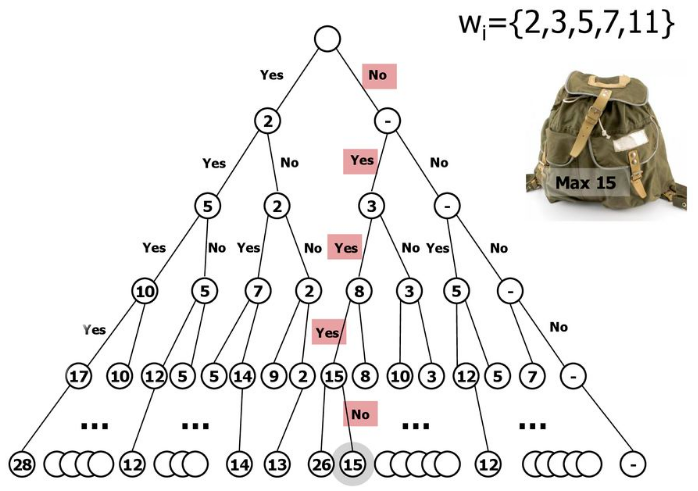 wi={2,3,5,7,11}
Yes No
2 -
Yes No Yes No
Max 15
5 2 3 -
Yes No Yes No Yes No Yes No
10 5 7 2 8 3 5 -
Yes Yes No
17 10 12 5 5 14 9 2 15 8 10 3 12 5 7 -
... ... No ... ...
28 12 14 13 26 15 12 -